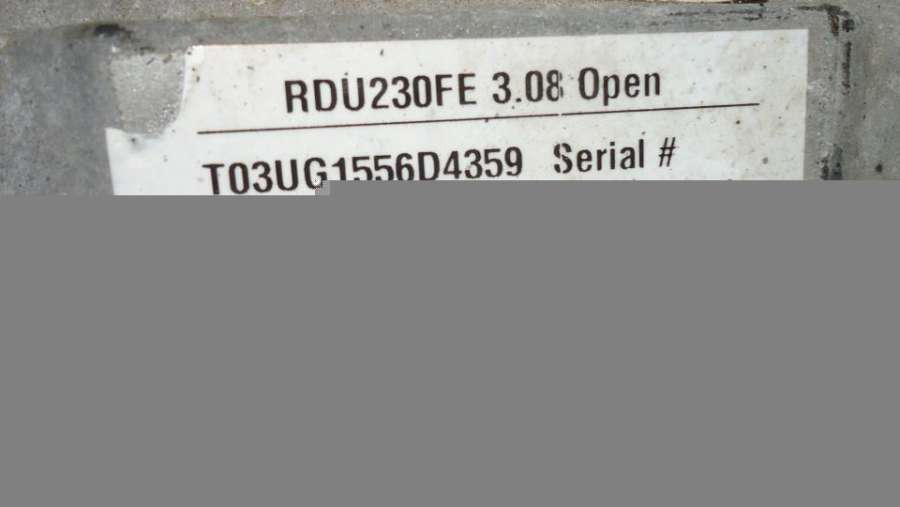 RDU230FE 3.08 Open
T03UG1556D4359 Serial #